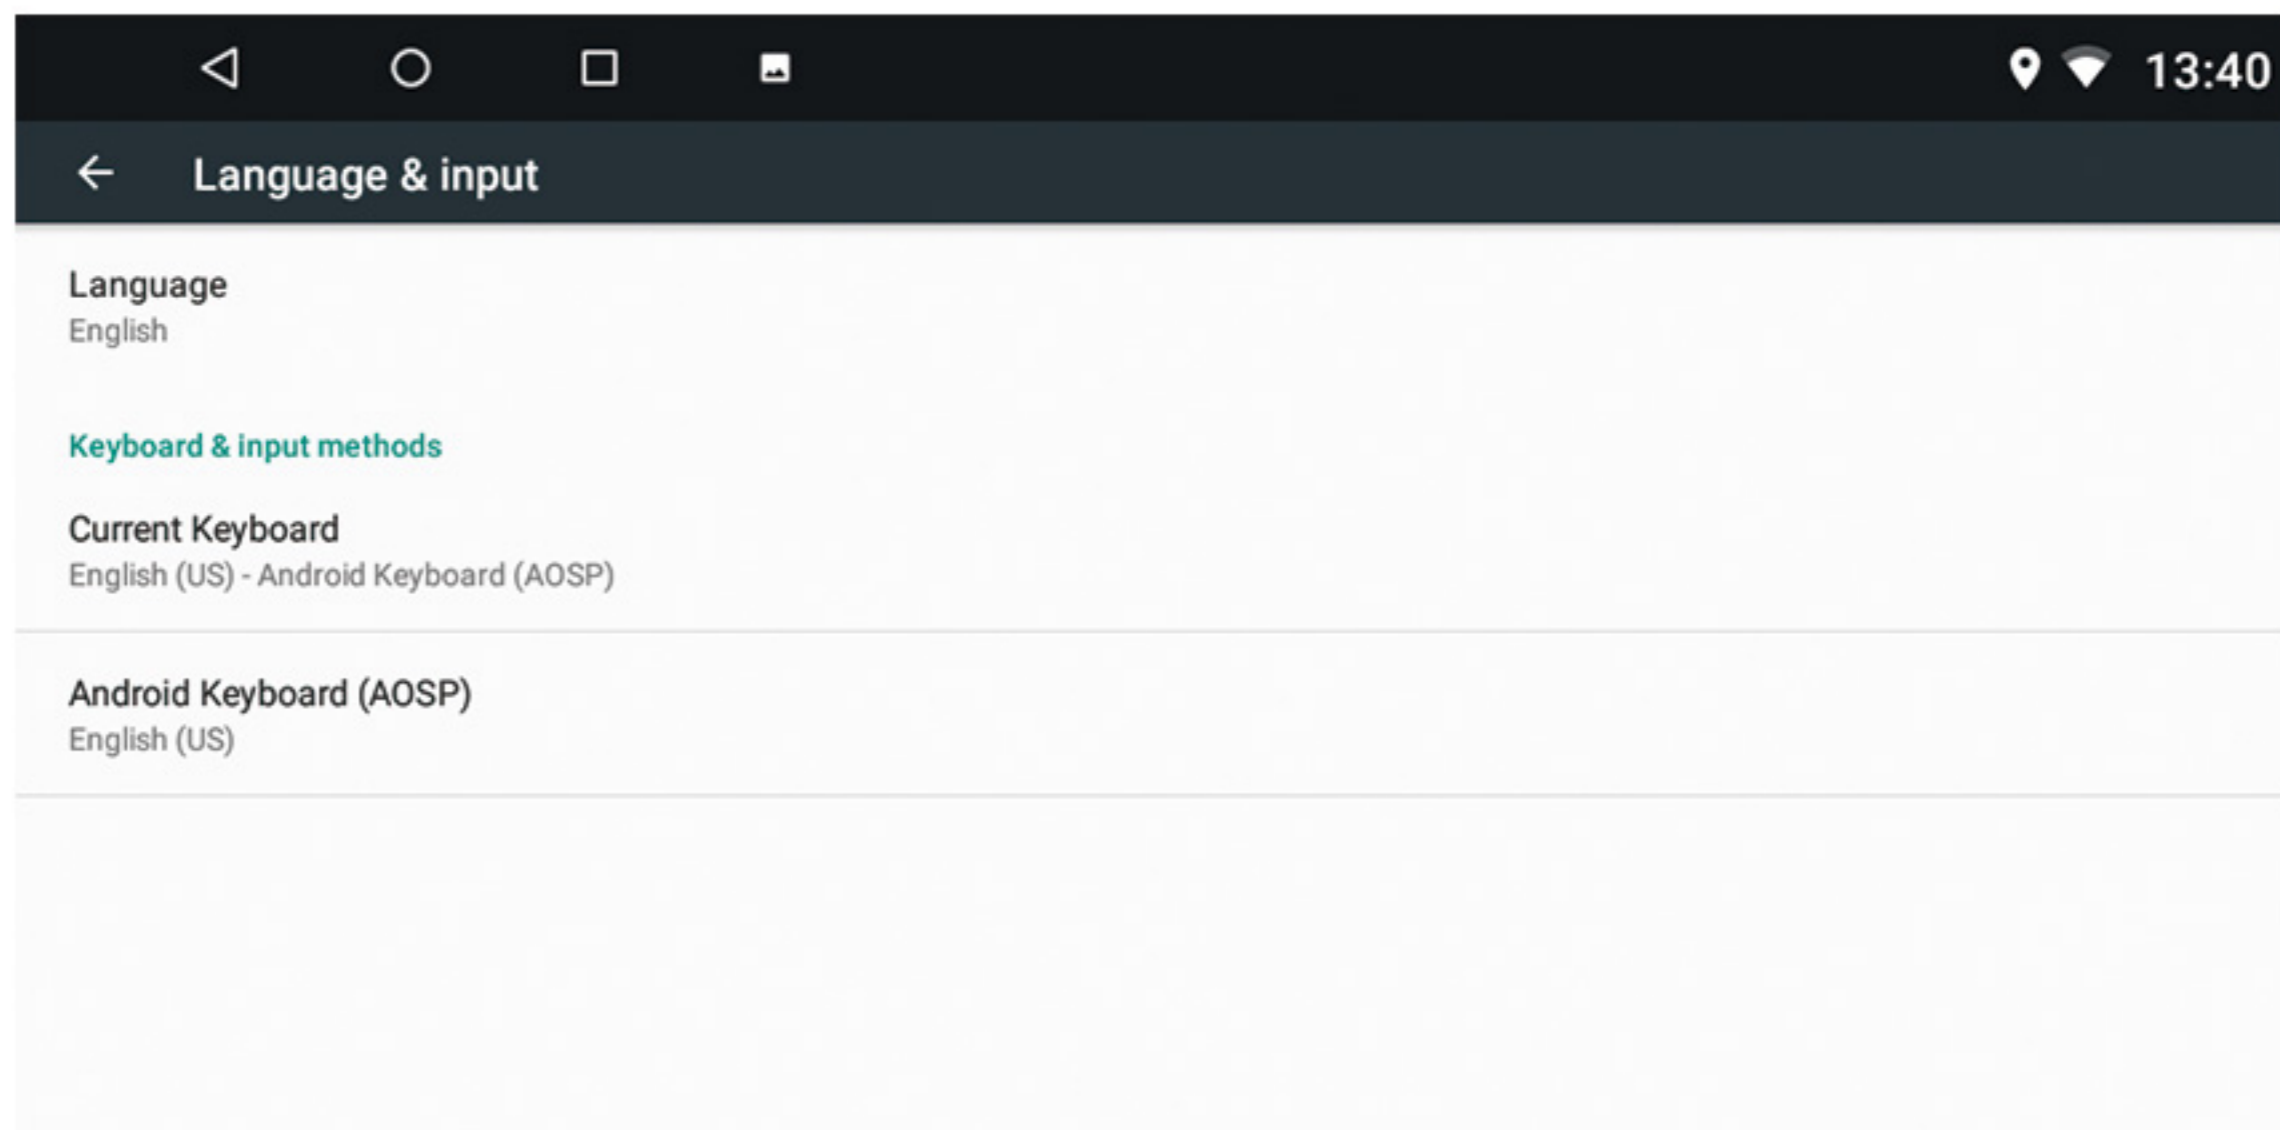 13:40
Language & input
Language
English
Keyboard & input methods
Current Keyboard
English (US) - Android Keyboard (AOSP)
Android Keyboard (AOSP)
English (US)